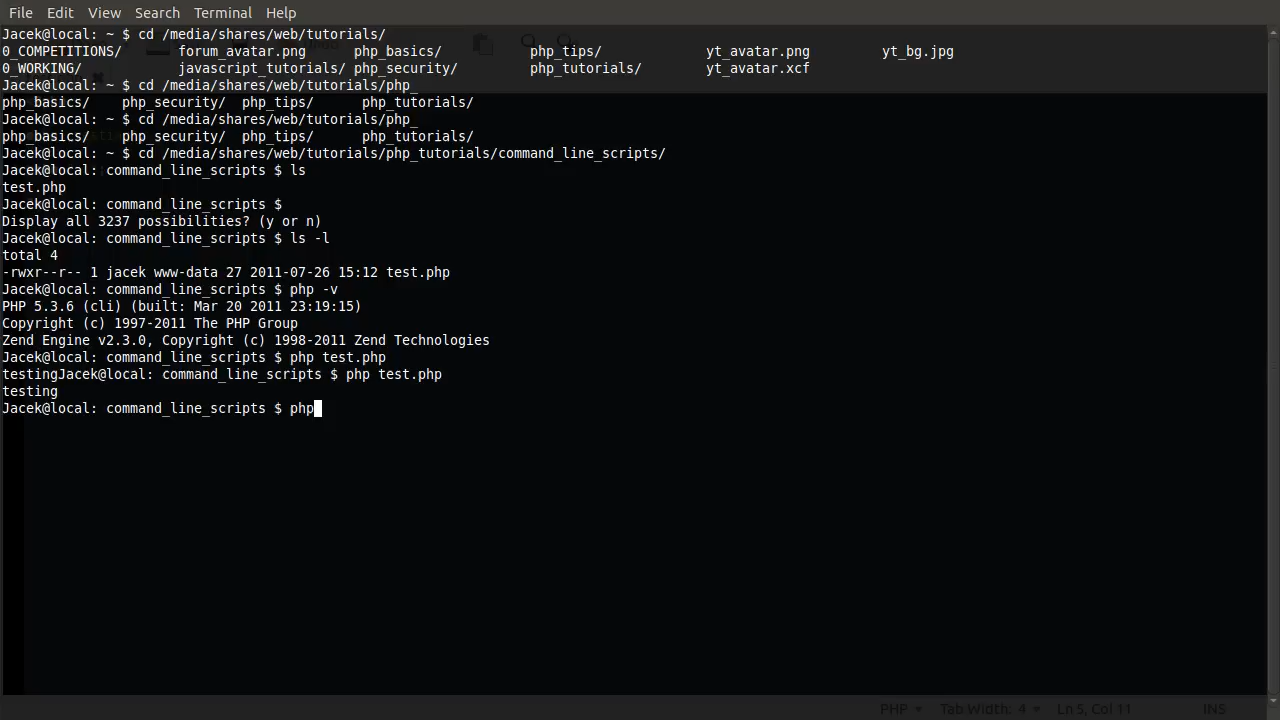 File Edit View Search Terminal Help
Jacek@local: ~ $ cd /media/shares/web/tutorials/
0_COMPETITIONS/ forum_avatar.png php_basics/ php_tips/ yt_avatar.png yt_bg.jpg
0_WORKING/ javascript_tutorials/ php_security/ php_tutorials/ yt_avatar.xcf
Jacek@local: ~ $ cd /media/shares/web/tutorials/php_
php_basics/ php_security/ php_tips/ php_tutorials/
Jacek@local: ~ $ cd /media/shares/web/tutorials/php_
php_basics/ php_security/ php_tips/ php_tutorials/
Jacek@local: ~ $ cd /media/shares/web/tutorials/php_tutorials/command_line_scripts/
Jacek@local: command_line_scripts $ ls
test.php
Jacek@local: command_line_scripts $
Display all 3237 possibilities? (y or n)
Jacek@local: command_line_scripts $ ls -l
total 4
-rwxr--r-- 1 jacek www-data 27 2011-07-26 15:12 test.php
Jacek@local: command_line_scripts $ php -v
PHP 5.3.6 (cli) (built: Mar 20 2011 23:19:15)
Copyright (c) 1997-2011 The PHP Group
Zend Engine v2.3.0, Copyright (c) 1998-2011 Zend Technologies
Jacek@local: command_line_scripts $ php test.php
testingJacek@local: command_line_scripts $ php test.php
testing
Jacek@local: command_line_scripts $ php
PHP Tab Width: 4 Ln 5, Col 11 INS